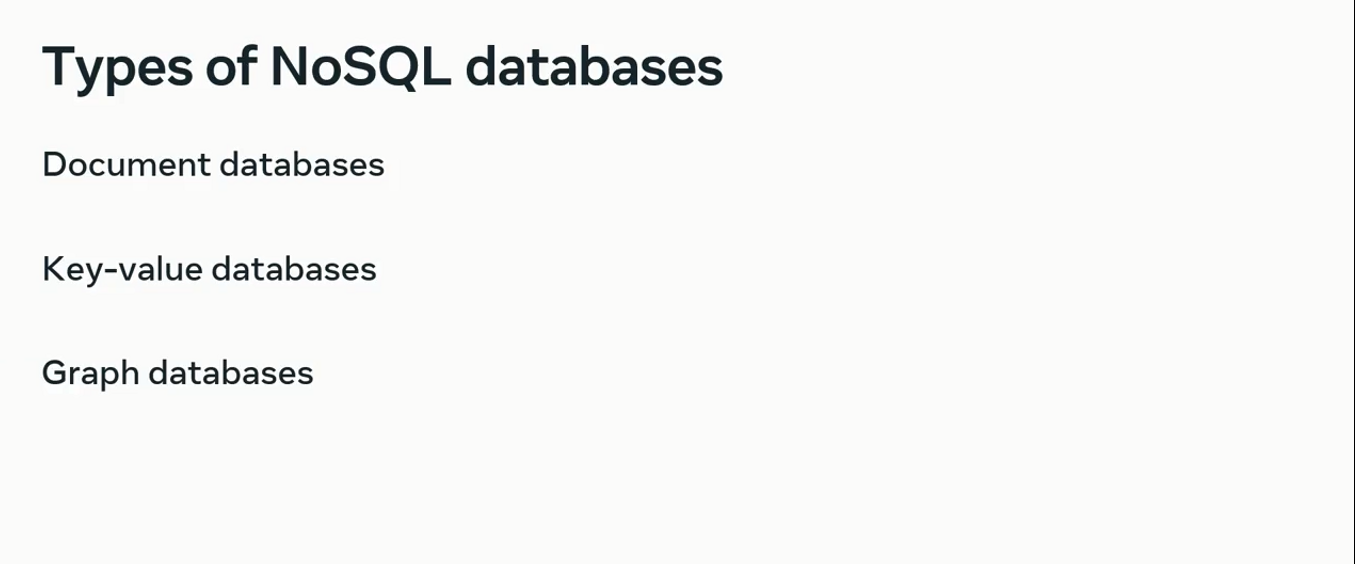 Types of NoSQL databases
Document databases
Key-value databases
Graph databases